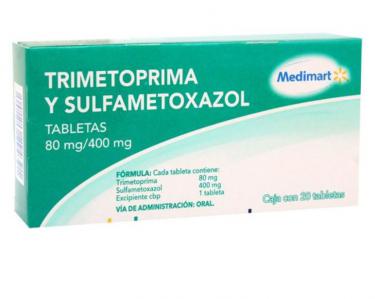 TRIMETOPRIMA
Y SULFAMETOXAZOL
Medimart
TABLETAS
80 mg/400 mg
FÓRMULA: Cada tableta contiene:
Trimetoprima 80 mg
Sulfametoxazol 400 mg
Excipiente cbp 1 tableta
VÍA DE ADMINISTRACIÓN: ORAL.
Caja con 20 tabletas